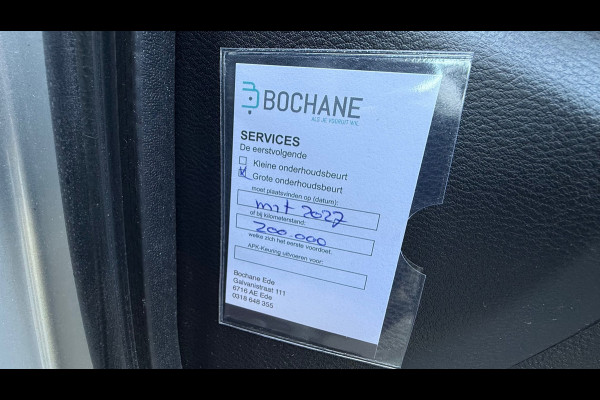 BOCHANE
ALS JE VOORUIT WIL.
SERVICES
De eerstvolgende
Kleine onderhoudsbeurt
Grote onderhoudsbeurt
moet plaatsvinden op (datum):
mrt 2027
of bij kilometerstand:
200.000
welke zich het eerste voordoet.
APK-Keuring uitvoeren voor:
Bochane Ede
Galvanistraat 111
6716 AE Ede
0318 648 355